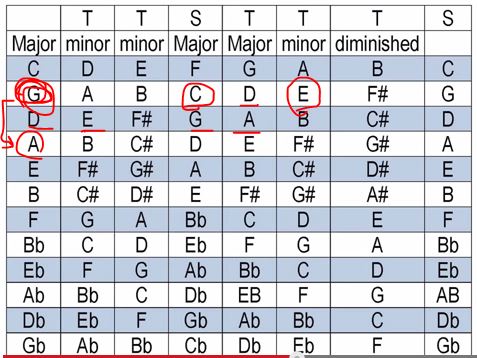 T T S T T T S
Major minor minor Major Major minor diminished
C D E F G A B C
G A B C D E F# G
D E F# G A B C# D
A B C# D E F# G# A
E F# G# A B C# D# E
B C# D# E F# G# A# B
F G A Bb C D E F
Bb C D Eb F G A Bb
Eb F G Ab Bb C D Eb
Ab Bb C Db EB F G AB
Db Eb F Gb Ab Bb C Db
Gb Ab Bb Cb Db Eb F Gb